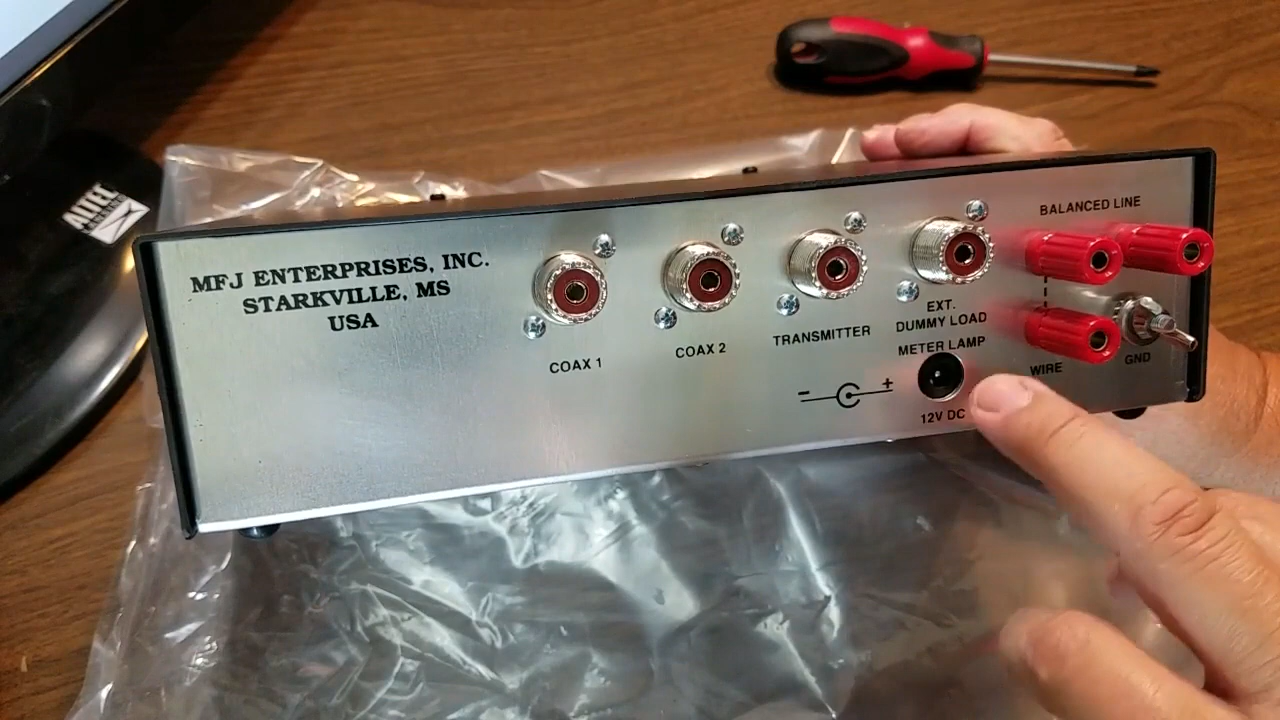 ALTEC
LANSING
MFJ ENTERPRISES, INC.
STARKVILLE, MS
USA
COAX 1
COAX 2
TRANSMITTER
EXT.
DUMMY LOAD
METER LAMP
- +
12V DC
BALANCED LINE
WIRE
GND